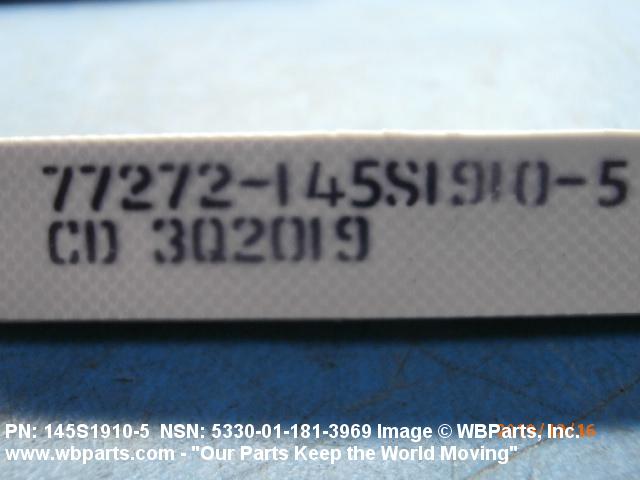 77272-145S1910-5
CD 3Q2019
PN: 145S1910-5 NSN: 5330-01-181-3969 Image © WBParts, Inc.
www.wbparts.com - "Our Parts Keep the World Moving"